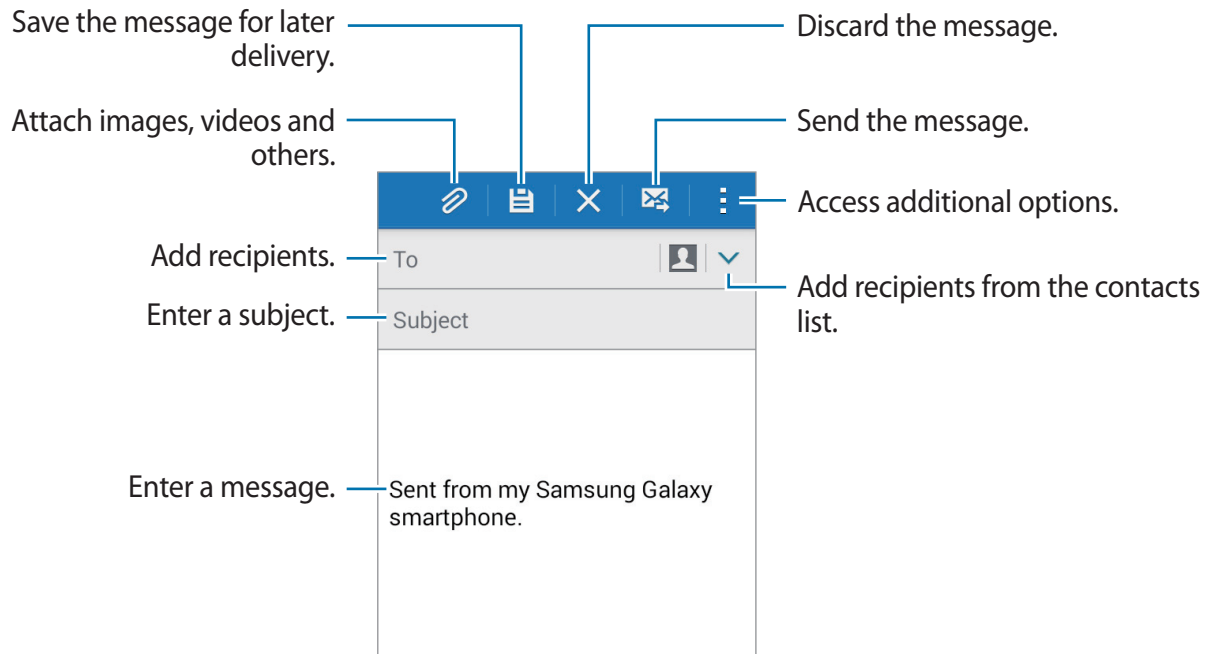 Save the message for later
delivery.
Discard the message.
Attach images, videos and
others.
Send the message.
Access additional options.
Add recipients.
To
Add recipients from the contacts
list.
Enter a subject.
Subject
Enter a message.
Sent from my Samsung Galaxy
smartphone.